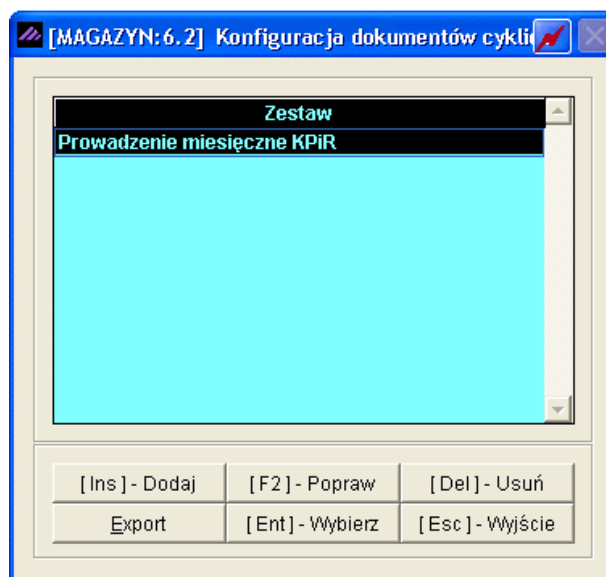 [MAGAZYN:6.2] Konfiguracja dokumentów
Zestaw
Prowadzenie miesięczne KPiR
[Ins] - Dodaj [F2] - Popraw [Del] - Usuń
Export [Ent] - Wybierz [Esc] - Wyjście